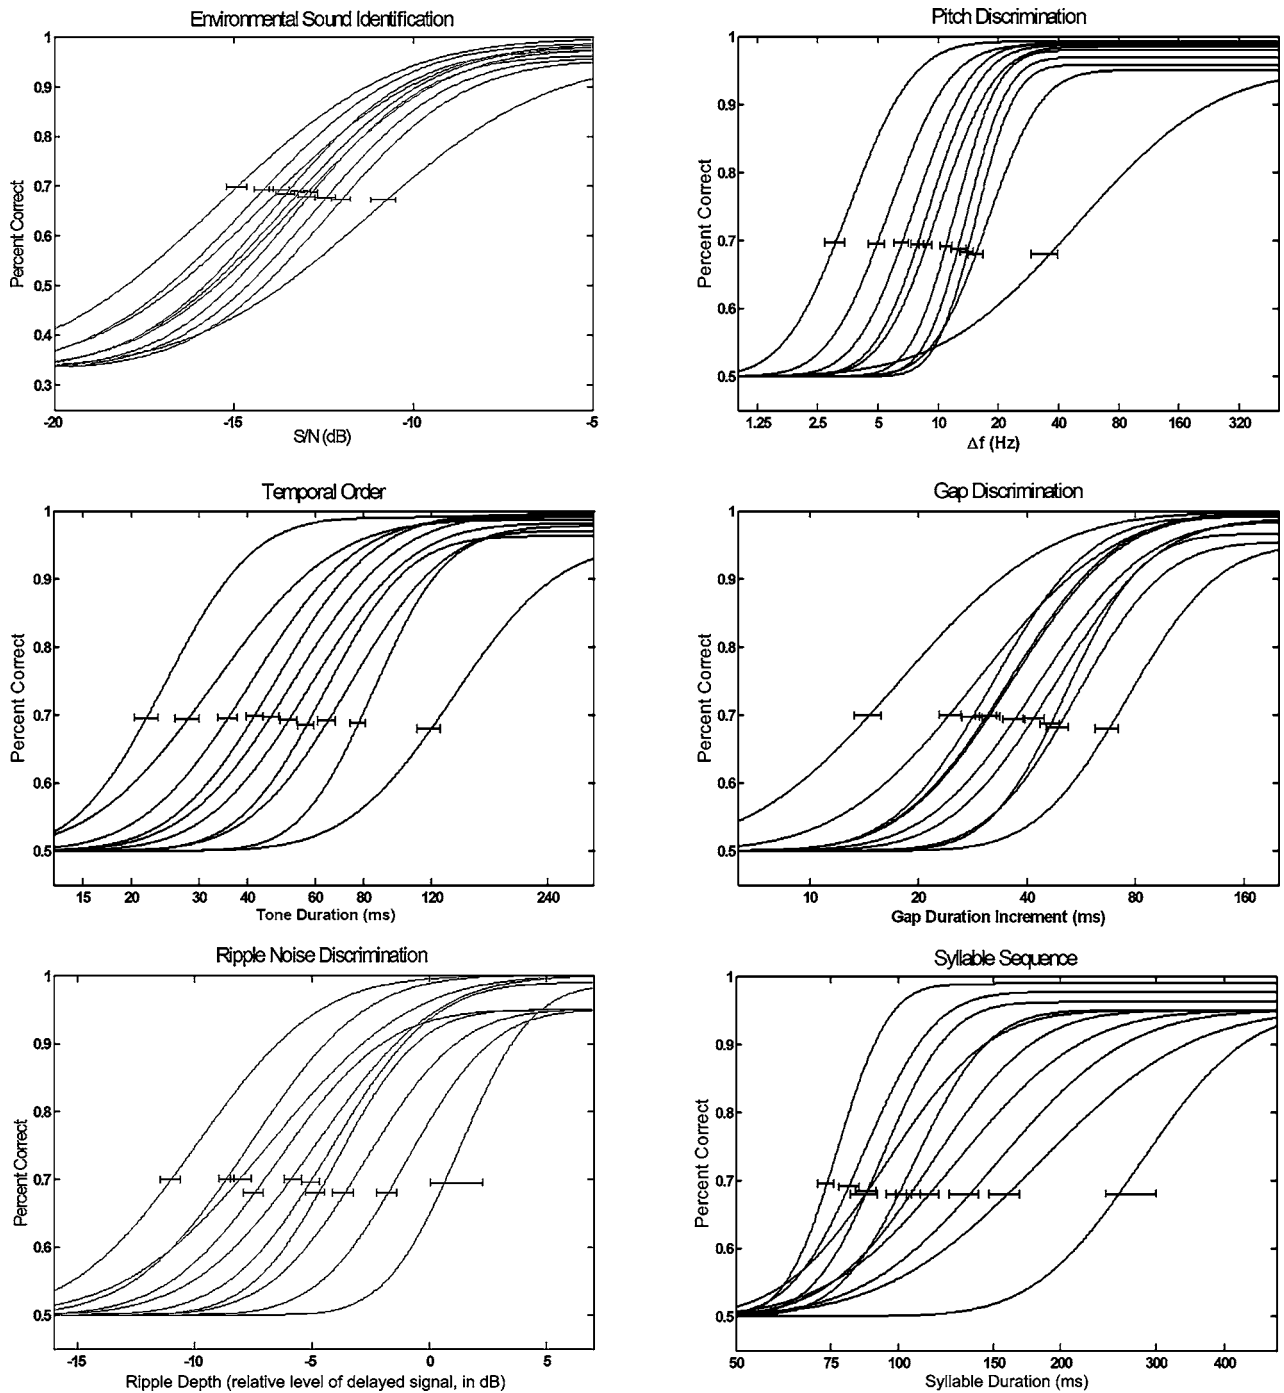 Environmental Sound Identification
Percent Correct
1
0.9
0.8
0.7
0.6
0.5
0.4
0.3
-20 -15 -10 -5
S/N (dB)
Pitch Discrimination
Percent Correct
1
0.9
0.8
0.7
0.6
0.5
1.25 2.5 5 10 20 40 80 160 320
Δf (Hz)
Temporal Order
Percent Correct
1
0.9
0.8
0.7
0.6
0.5
15 20 30 40 60 80 120 240
Tone Duration (ms)
Gap Discrimination
Percent Correct
1
0.9
0.8
0.7
0.6
0.5
10 20 40 80 160
Gap Duration Increment (ms)
Ripple Noise Discrimination
Percent Correct
1
0.9
0.8
0.7
0.6
0.5
-15 -10 -5 0 5
Ripple Depth (relative level of delayed signal, in dB)
Syllable Sequence
Percent Correct
1
0.9
0.8
0.7
0.6
0.5
50 75 100 150 200 300 400
Syllable Duration (ms)